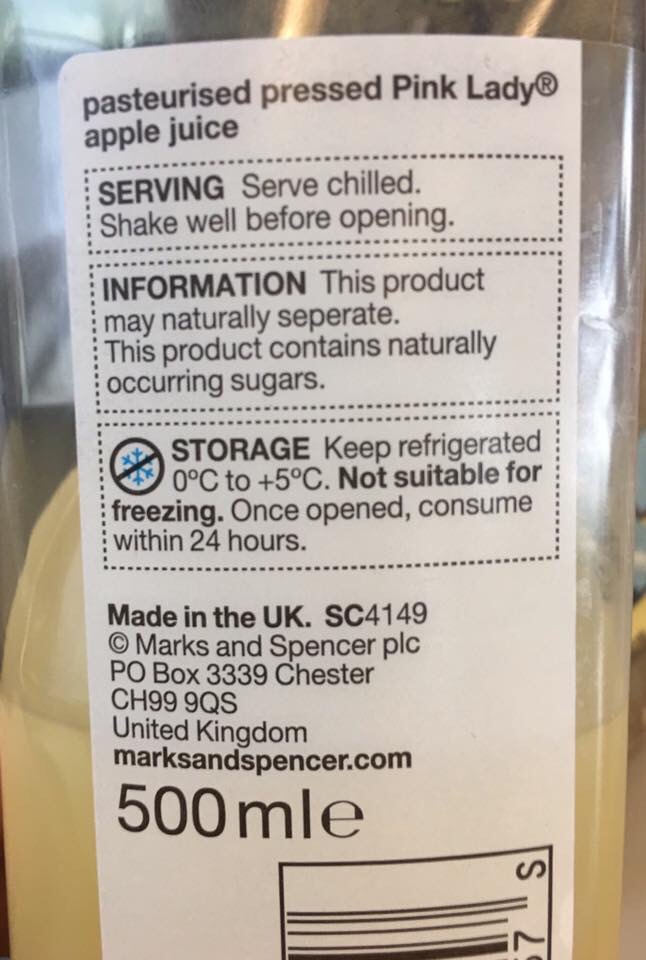 pasteurised pressed Pink Lady®
apple juice
SERVING Serve chilled.
Shake well before opening.
INFORMATION This product
may naturally seperate.
This product contains naturally
occurring sugars.
STORAGE Keep refrigerated
0°C to +5°C. Not suitable for
freezing. Once opened, consume
within 24 hours.
Made in the UK. SC4149
© Marks and Spencer plc
PO Box 3339 Chester
CH99 9QS
United Kingdom
marksandspencer.com
500ml℮
S